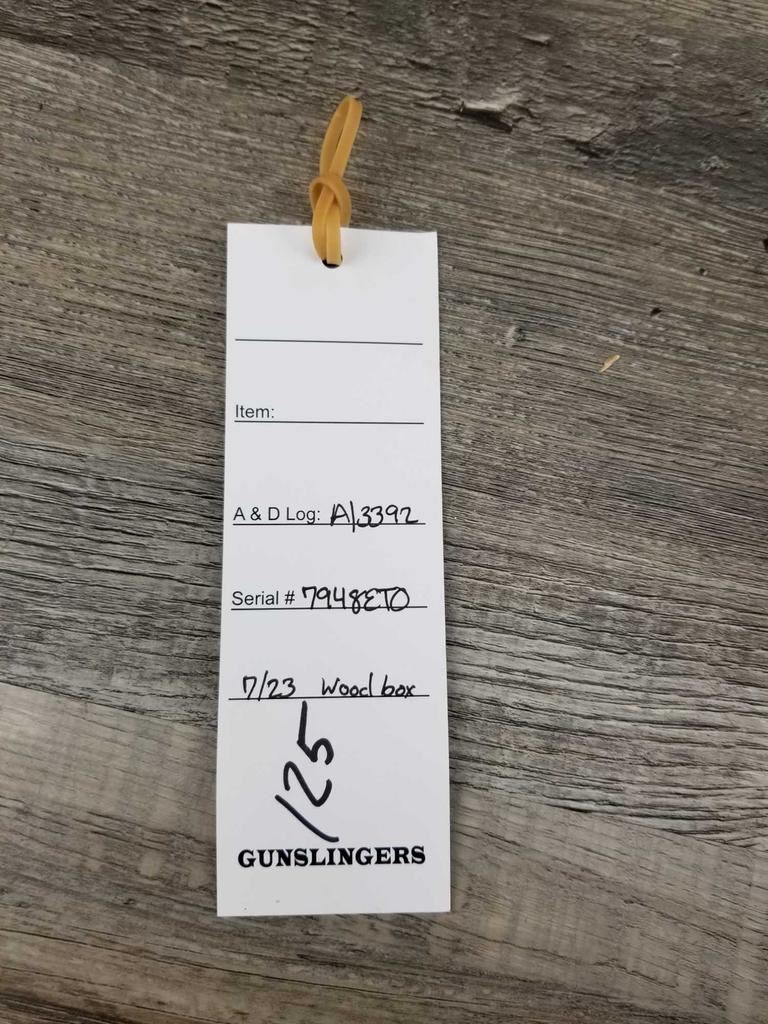 Item:
A & D Log: A13392
Serial # 7948ETO
7/23 Wood box
125
GUNSLINGERS